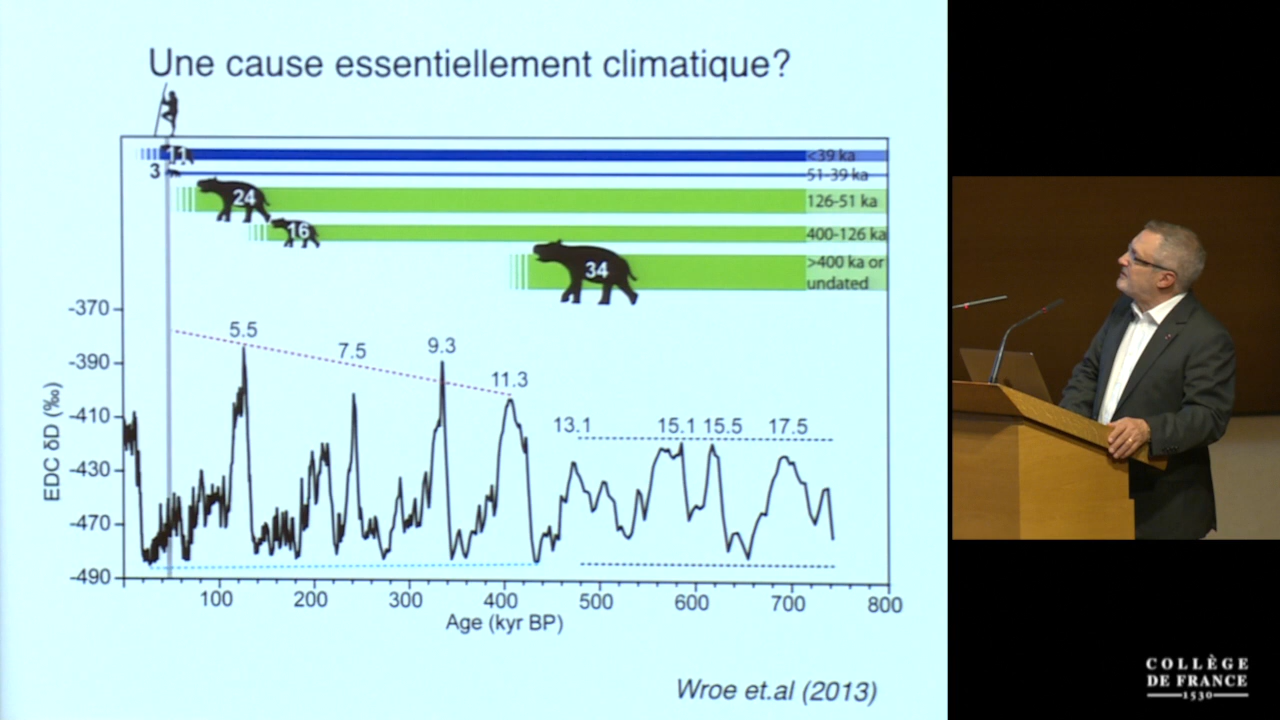 Une cause essentiellement climatique?
11
<39 ka
3
51-39 ka
24
126-51 ka
16
400-126 ka
34
>400 ka or
undated
-370
-390
-410
-430
-450
-470
-490
EDC δD (‰)
5.5
7.5
9.3
11.3
13.1
15.1
15.5
17.5
100
200
300
400
500
600
700
800
Age (kyr BP)
Wroe et.al (2013)
COLLÈGE
DE FRANCE
1530